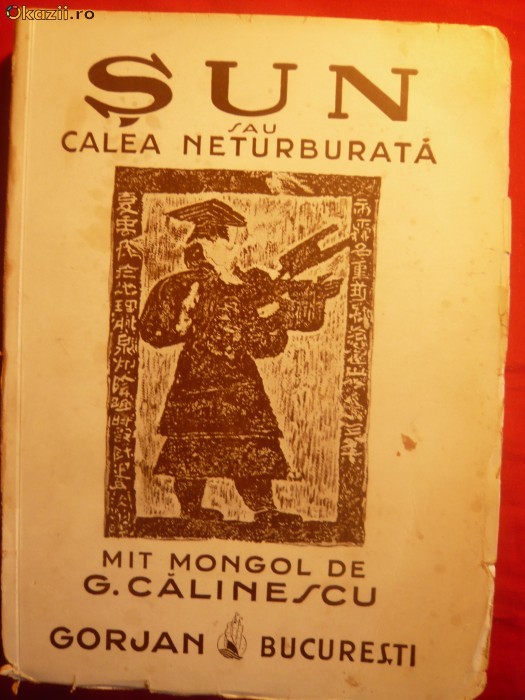 Okazii.ro
ȘUN
SAU
CALEA NETURBURATĂ
MIT MONGOL DE
G. CĂLINESCU
GORJAN BUCUREȘTI